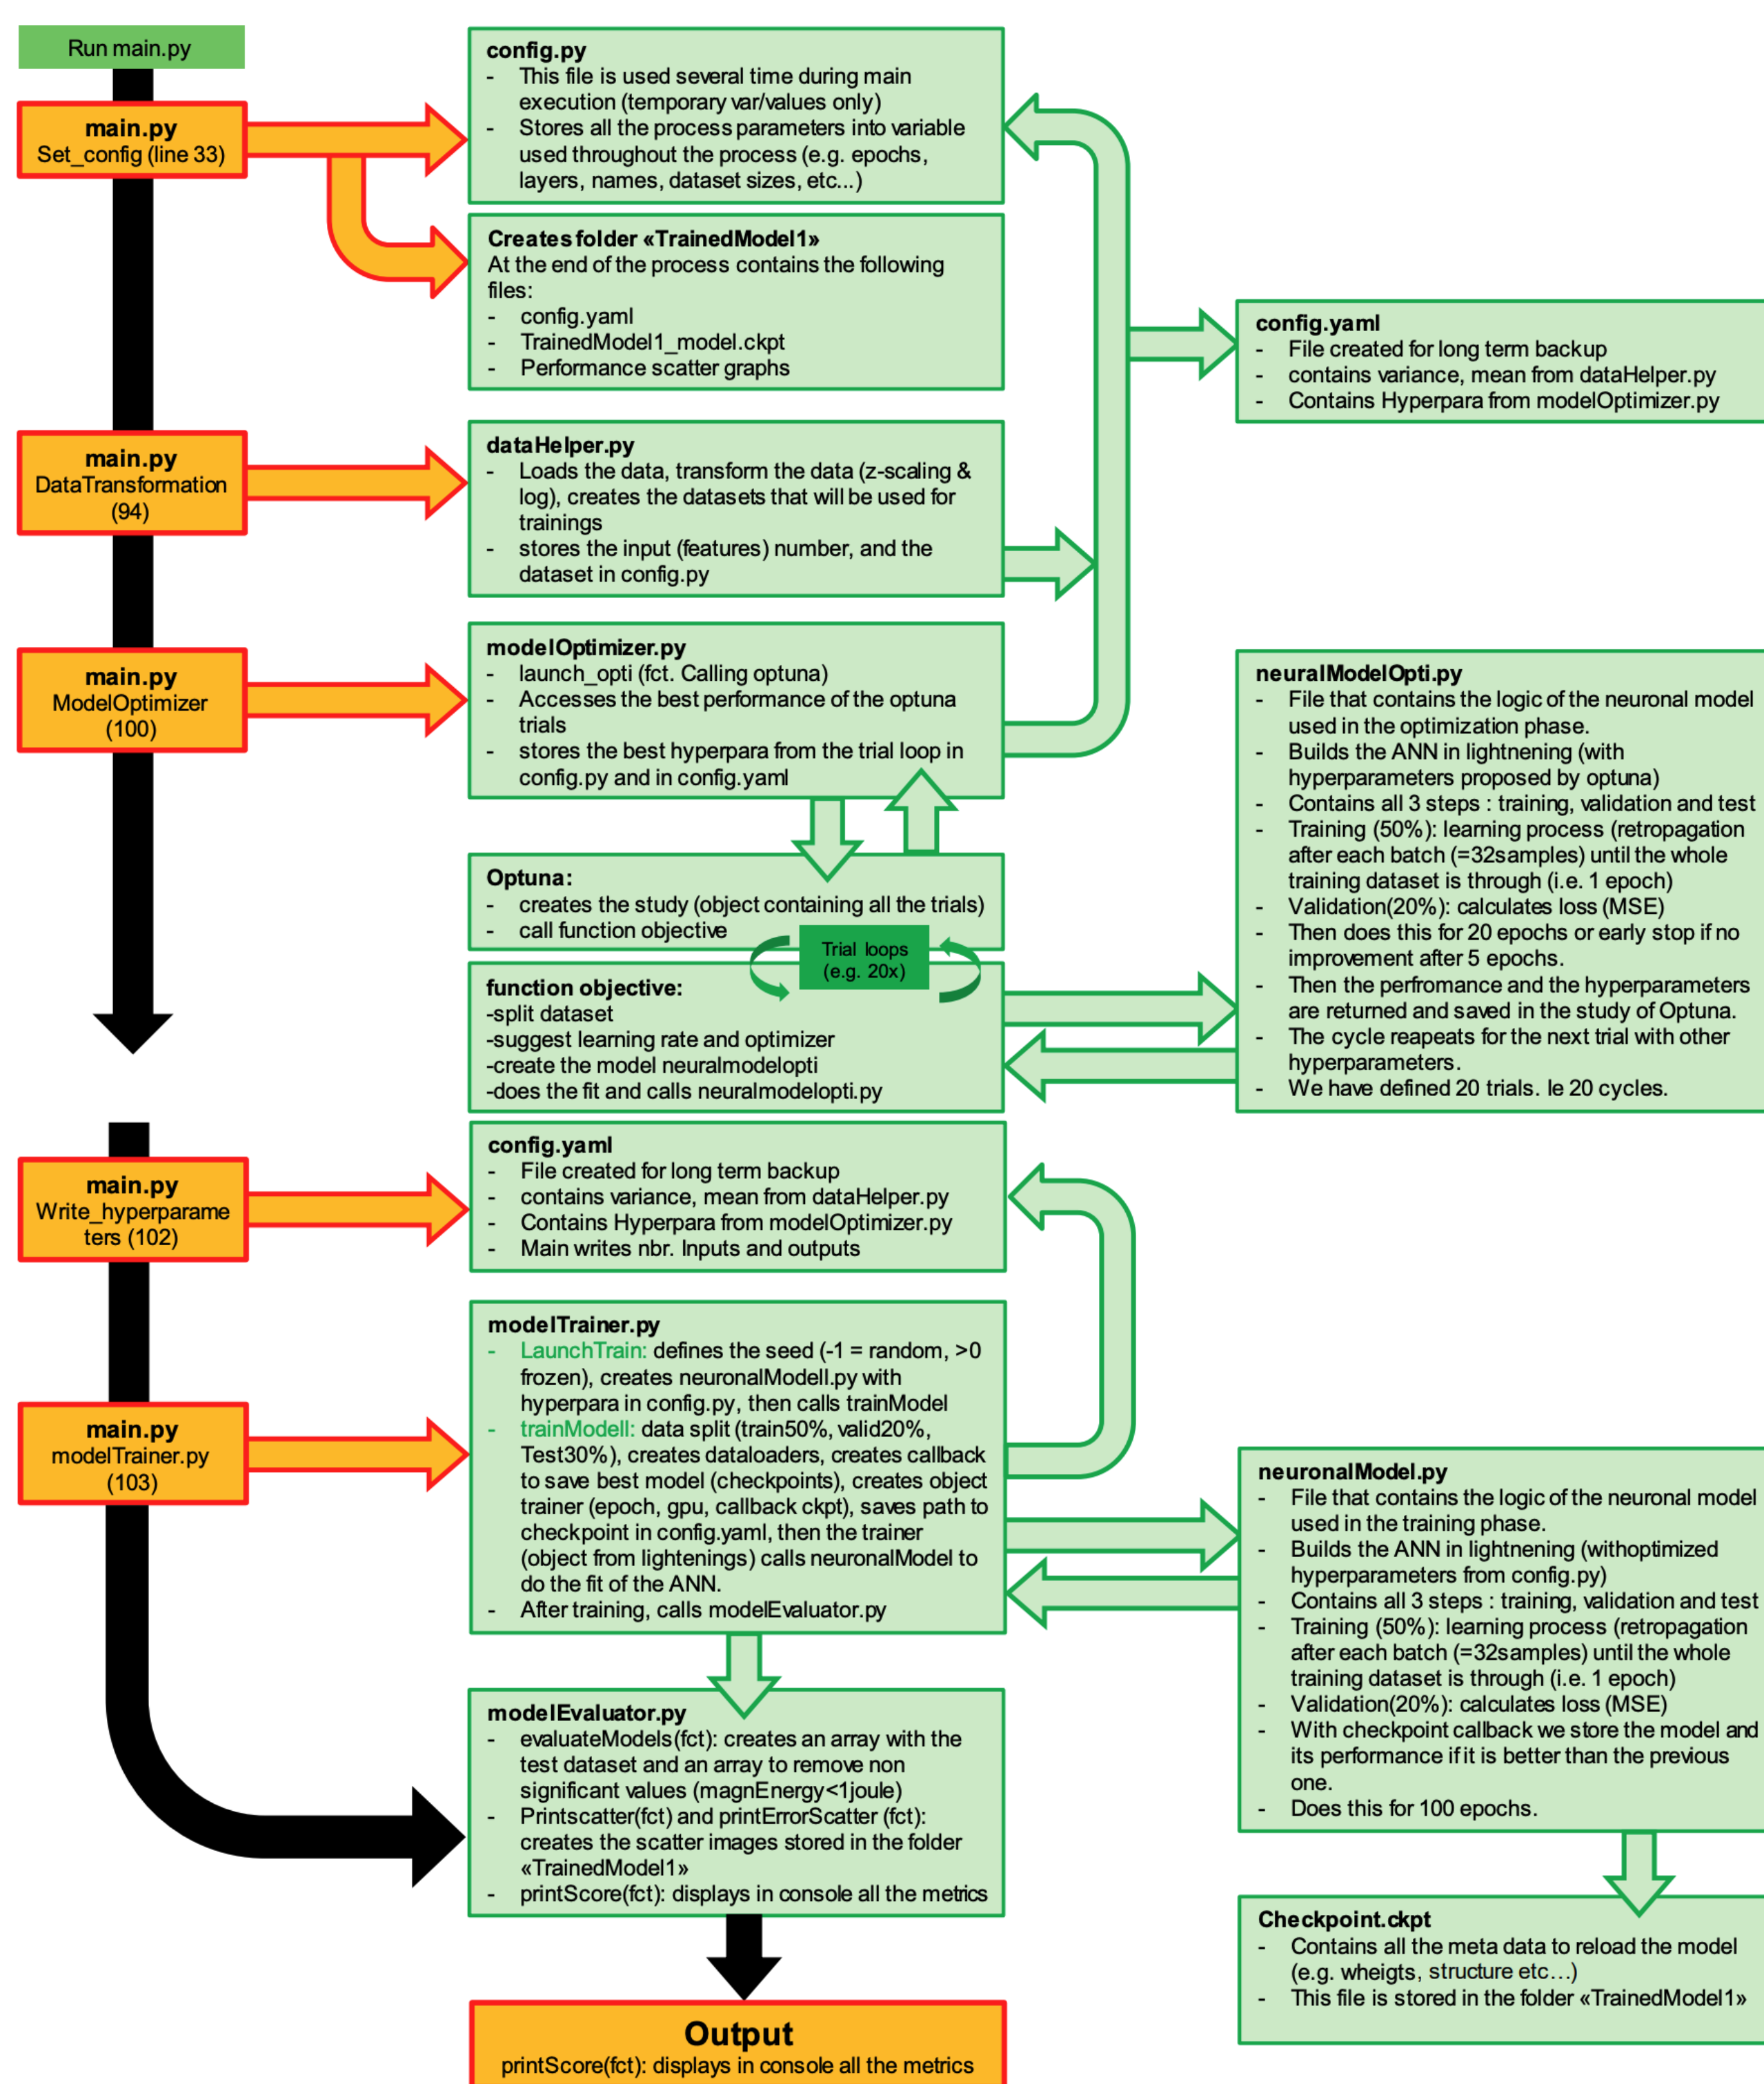 Run main.py
main.py
Set_config (line 33)
config.py
- This file is used several time during main
execution (temporary var/values only)
- Stores all the process parameters into variable
used throughout the process (e.g. epochs,
layers, names, dataset sizes, etc...)
Creates folder «TrainedModel1»
At the end of the process contains the following
files:
- config.yaml
- TrainedModel1_model.ckpt
- Performance scatter graphs
config.yaml
- File created for long term backup
- contains variance, mean from dataHelper.py
- Contains Hyperpara from modelOptimizer.py
main.py
DataTransformation
(94)
dataHelper.py
- Loads the data, transform the data (z-scaling &
log), creates the datasets that will be used for
trainings
- stores the input (features) number, and the
dataset in config.py
main.py
ModelOptimizer
(100)
modelOptimizer.py
- launch_opti (fct. Calling optuna)
- Accesses the best performance of the optuna
trials
- stores the best hyperpara from the trial loop in
config.py and in config.yaml
Optuna:
- creates the study (object containing all the trials)
- call function objective
Trial loops
(e.g. 20x)
function objective:
-split dataset
-suggest learning rate and optimizer
-create the model neuralmodelopti
-does the fit and calls neuralmodelopti.py
neuralModelOpti.py
- File that contains the logic of the neuronal model
used in the optimization phase.
- Builds the ANN in lightnening (with
hyperparameters proposed by optuna)
- Contains all 3 steps : training, validation and test
- Training (50%): learning process (retropagation
after each batch (=32samples) until the whole
training dataset is through (i.e. 1 epoch)
- Validation(20%): calculates loss (MSE)
- Then does this for 20 epochs or early stop if no
improvement after 5 epochs.
- Then the perfromance and the hyperparameters
are returned and saved in the study of Optuna.
- The cycle reapeats for the next trial with other
hyperparameters.
- We have defined 20 trials. Ie 20 cycles.
main.py
Write_hyperparame
ters (102)
config.yaml
- File created for long term backup
- contains variance, mean from dataHelper.py
- Contains Hyperpara from modelOptimizer.py
- Main writes nbr. Inputs and outputs
main.py
modelTrainer.py
(103)
modelTrainer.py
- LaunchTrain: defines the seed (-1 = random, >0
frozen), creates neuronalModell.py with
hyperpara in config.py, then calls trainModel
- trainModell: data split (train50%, valid20%,
Test30%), creates dataloaders, creates callback
to save best model (checkpoints), creates object
trainer (epoch, gpu, callback ckpt), saves path to
checkpoint in config.yaml, then the trainer
(object from lightenings) calls neuronalModel to
do the fit of the ANN.
- After training, calls modelEvaluator.py
neuronalModel.py
- File that contains the logic of the neuronal model
used in the training phase.
- Builds the ANN in lightnening (withoptimized
hyperparameters from config.py)
- Contains all 3 steps : training, validation and test
- Training (50%): learning process (retropagation
after each batch (=32samples) until the whole
training dataset is through (i.e. 1 epoch)
- Validation(20%): calculates loss (MSE)
- With checkpoint callback we store the model and
its performance if it is better than the previous
one.
- Does this for 100 epochs.
modelEvaluator.py
- evaluateModels(fct): creates an array with the
test dataset and an array to remove non
significant values (magnEnergy<1joule)
- Printscatter(fct) and printErrorScatter (fct):
creates the scatter images stored in the folder
«TrainedModel1»
- printScore(fct): displays in console all the metrics
Checkpoint.ckpt
- Contains all the meta data to reload the model
(e.g. wheigts, structure etc...)
- This file is stored in the folder «TrainedModel1»
Output
printScore(fct): displays in console all the metrics